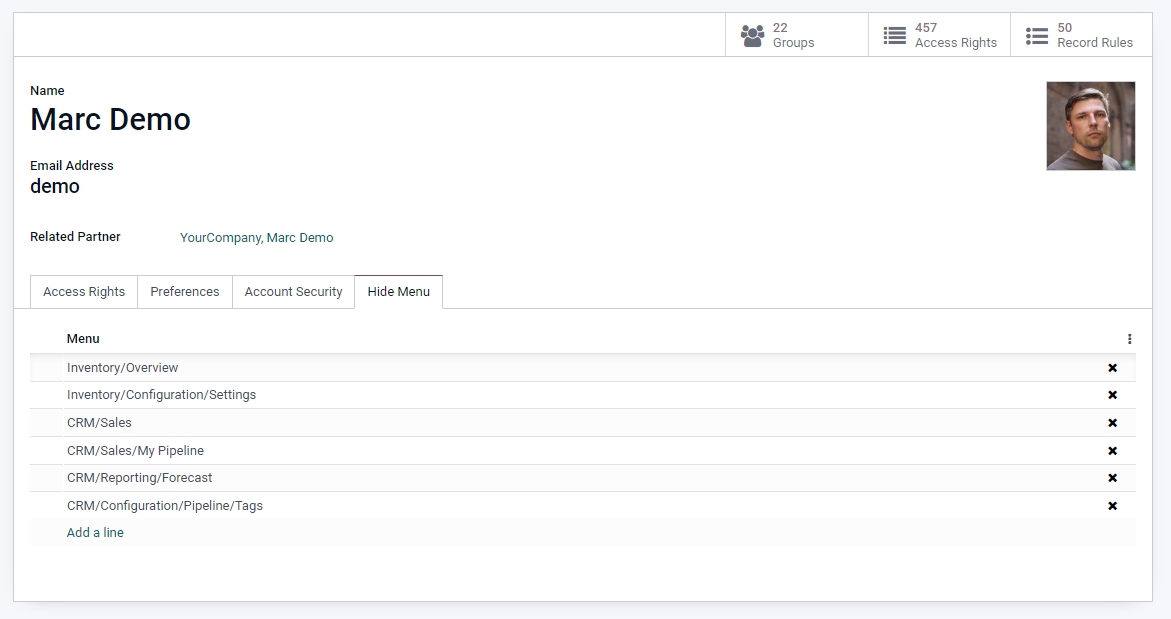 22
Groups
457
Access Rights
50
Record Rules
Name
Marc Demo
Email Address
demo
Related Partner YourCompany, Marc Demo
Access Rights Preferences Account Security Hide Menu
Menu
Inventory/Overview
Inventory/Configuration/Settings
CRM/Sales
CRM/Sales/My Pipeline
CRM/Reporting/Forecast
CRM/Configuration/Pipeline/Tags
Add a line